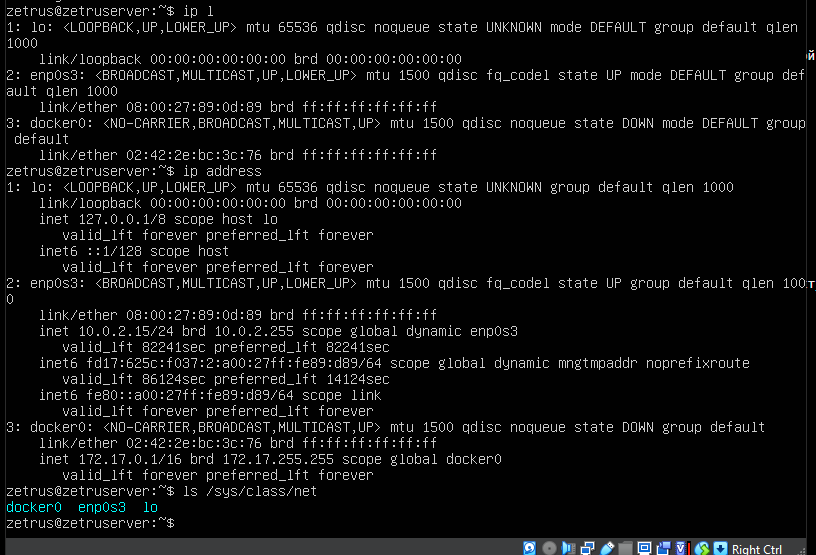 zetrus@zetruserver:~$ ip l
1: lo: <LOOPBACK,UP,LOWER_UP> mtu 65536 qdisc noqueue state UNKNOWN mode DEFAULT group default qlen
1000
    link/loopback 00:00:00:00:00:00 brd 00:00:00:00:00:00
2: enp0s3: <BROADCAST,MULTICAST,UP,LOWER_UP> mtu 1500 qdisc fq_codel state UP mode DEFAULT group def
ault qlen 1000
    link/ether 08:00:27:89:0d:89 brd ff:ff:ff:ff:ff:ff
3: docker0: <NO-CARRIER,BROADCAST,MULTICAST,UP> mtu 1500 qdisc noqueue state DOWN mode DEFAULT group
 default
    link/ether 02:42:2e:bc:3c:76 brd ff:ff:ff:ff:ff:ff
zetrus@zetruserver:~$ ip address
1: lo: <LOOPBACK,UP,LOWER_UP> mtu 65536 qdisc noqueue state UNKNOWN group default qlen 1000
    link/loopback 00:00:00:00:00:00 brd 00:00:00:00:00:00
    inet 127.0.0.1/8 scope host lo
       valid_lft forever preferred_lft forever
    inet6 ::1/128 scope host
       valid_lft forever preferred_lft forever
2: enp0s3: <BROADCAST,MULTICAST,UP,LOWER_UP> mtu 1500 qdisc fq_codel state UP group default qlen 100
0
    link/ether 08:00:27:89:0d:89 brd ff:ff:ff:ff:ff:ff
    inet 10.0.2.15/24 brd 10.0.2.255 scope global dynamic enp0s3
       valid_lft 82241sec preferred_lft 82241sec
    inet6 fd17:625c:f037:2:a00:27ff:fe89:d89/64 scope global dynamic mngtmpaddr noprefixroute
       valid_lft 86124sec preferred_lft 14124sec
    inet6 fe80::a00:27ff:fe89:d89/64 scope link
       valid_lft forever preferred_lft forever
3: docker0: <NO-CARRIER,BROADCAST,MULTICAST,UP> mtu 1500 qdisc noqueue state DOWN group default
    link/ether 02:42:2e:bc:3c:76 brd ff:ff:ff:ff:ff:ff
    inet 172.17.0.1/16 brd 172.17.255.255 scope global docker0
       valid_lft forever preferred_lft forever
zetrus@zetruserver:~$ ls /sys/class/net
docker0  enp0s3  lo
zetrus@zetruserver:~$
Right Ctrl